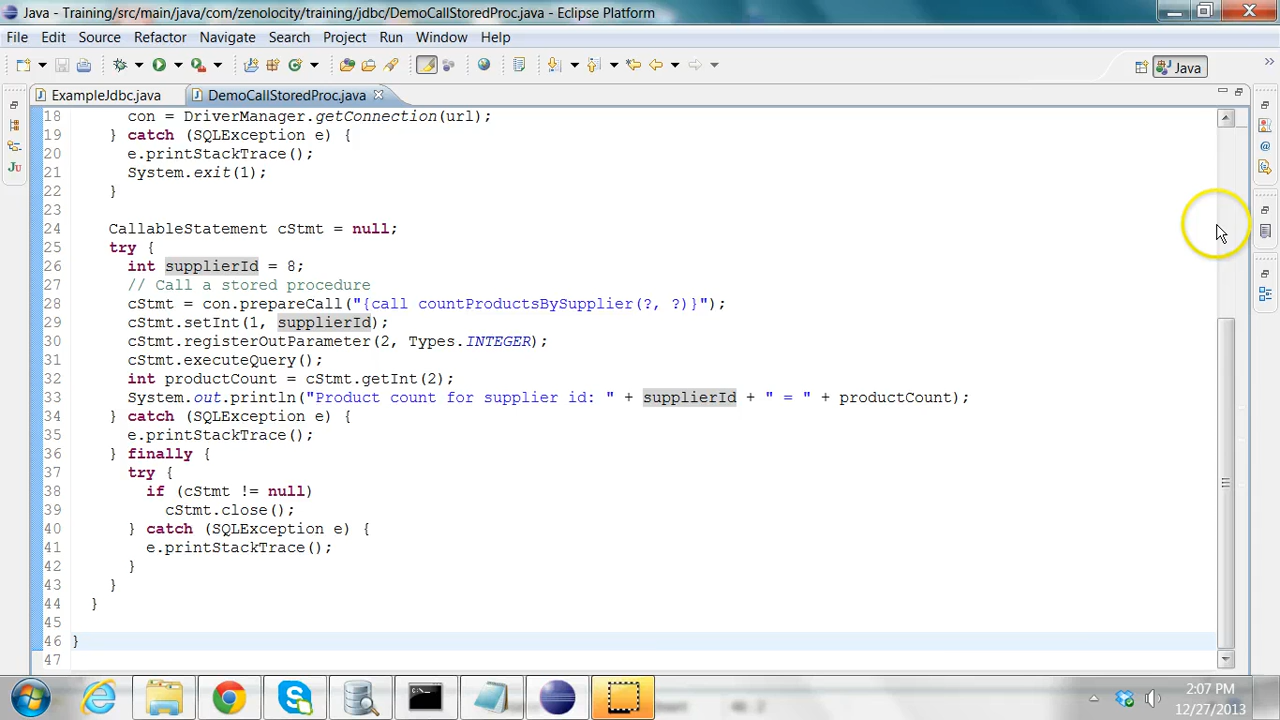 Java - Training/src/main/java/com/zenolocity/training/jdbc/DemoCallStoredProc.java - Eclipse Platform
File Edit Source Refactor Navigate Search Project Run Window Help
Java
ExampleJdbc.java DemoCallStoredProc.java
18 con = DriverManager.getConnection(url);
19 } catch (SQLException e) {
20 e.printStackTrace();
21 System.exit(1);
22 }
23
24 CallableStatement cStmt = null;
25 try {
26 int supplierId = 8;
27 // Call a stored procedure
28 cStmt = con.prepareCall("{call countProductsBySupplier(?, ?)}");
29 cStmt.setInt(1, supplierId);
30 cStmt.registerOutParameter(2, Types.INTEGER);
31 cStmt.executeQuery();
32 int productCount = cStmt.getInt(2);
33 System.out.println("Product count for supplier id: " + supplierId + " = " + productCount);
34 } catch (SQLException e) {
35 e.printStackTrace();
36 } finally {
37 try {
38 if (cStmt != null)
39 cStmt.close();
40 } catch (SQLException e) {
41 e.printStackTrace();
42 }
43 }
44 }
45
46 }
47
2:07 PM
12/27/2013